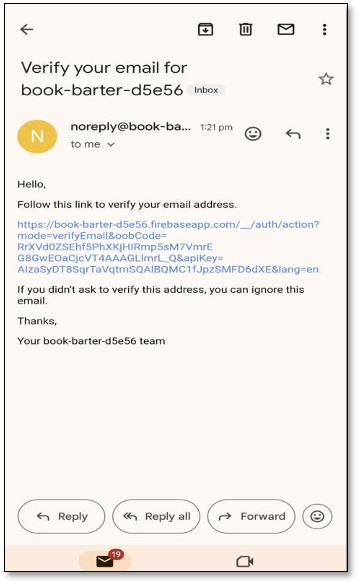 Verify your email for
book-barter-d5e56 Inbox
N
noreply@book-ba... 1:21 pm
to me
Hello,
Follow this link to verify your email address.
https://book-barter-d5e56.firebaseapp.com/__/auth/action?
mode=verifyEmail&oobCode=
RrXVd0ZSEhf5PhXKjHIRmp5sM7VmrE
G8GwEOaCjcVT4AAAGLlmrL_Q&apiKey=
AIzaSyDT8SqrTaVqtmSQAlBQMC1fJpzSMFD6dXE&lang=en
If you didn't ask to verify this address, you can ignore this
email.
Thanks,
Your book-barter-d5e56 team
Reply
Reply all
Forward
19